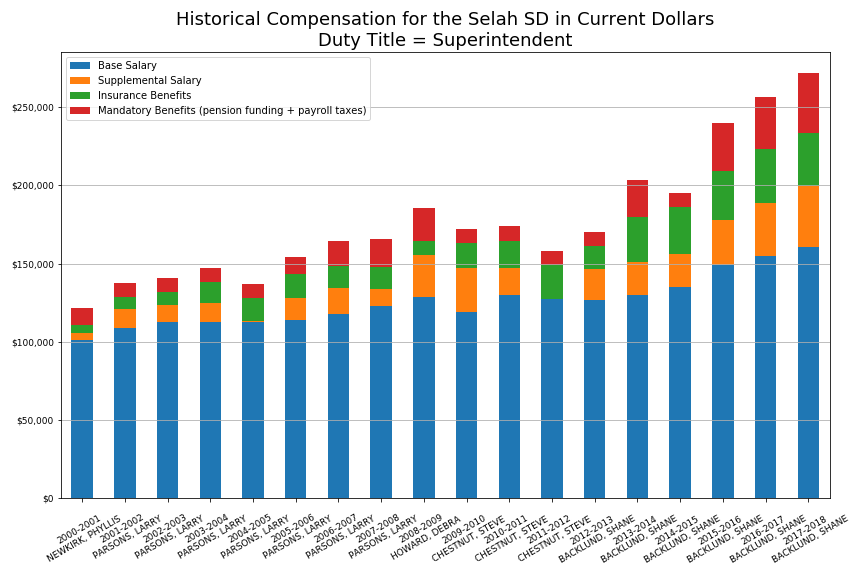 Historical Compensation for the Selah SD in Current Dollars
Duty Title = Superintendent
Base Salary
Supplemental Salary
Insurance Benefits
Mandatory Benefits (pension funding + payroll taxes)
$250,000
$200,000
$150,000
$100,000
$50,000
$0
2000-2001
NEWKIRK, PHYLLIS
2001-2002
PARSONS, LARRY
2002-2003
PARSONS, LARRY
2003-2004
PARSONS, LARRY
2004-2005
PARSONS, LARRY
2005-2006
PARSONS, LARRY
2006-2007
PARSONS, LARRY
2007-2008
PARSONS, LARRY
2008-2009
HOWARD, DEBRA
2009-2010
CHESTNUT, STEVE
2010-2011
CHESTNUT, STEVE
2011-2012
CHESTNUT, STEVE
2012-2013
BACKLUND, SHANE
2013-2014
BACKLUND, SHANE
2014-2015
BACKLUND, SHANE
2015-2016
BACKLUND, SHANE
2016-2017
BACKLUND, SHANE
2017-2018
BACKLUND, SHANE